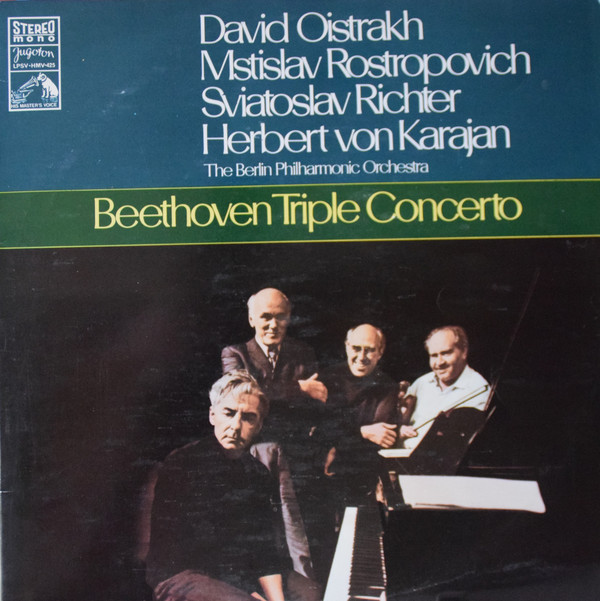 STEREO
mono
Jugoton
LPSV-HMV-425
HIS MASTER'S VOICE
David Oistrakh
Mstislav Rostropovich
Sviatoslav Richter
Herbert von Karajan
The Berlin Philharmonic Orchestra
Beethoven Triple Concerto